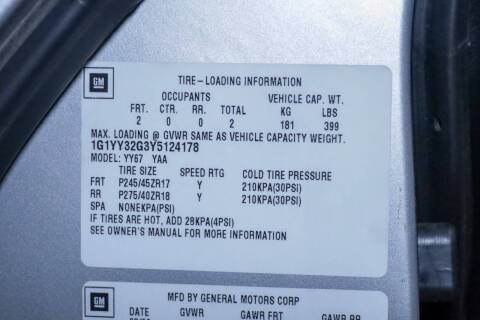 GM
TIRE-LOADING INFORMATION
OCCUPANTS VEHICLE CAP. WT.
FRT. CTR. RR. TOTAL KG LBS
2 0 0 2 181 399
MAX. LOADING @ GVWR SAME AS VEHICLE CAPACITY WEIGHT.
1G1YY32G3Y5124178
MODEL: YY67 YAA
TIRE SIZE SPEED RTG COLD TIRE PRESSURE
FRT P245/45ZR17 Y 210KPA(30PSI)
RR P275/40ZR18 Y 210KPA(30PSI)
SPA NONEKPA(PSI)
IF TIRES ARE HOT, ADD 28KPA(4PSI)
SEE OWNER'S MANUAL FOR MORE INFORMATION
GM
MFD BY GENERAL MOTORS CORP
DATE GVWR GAWR FRT GAWR RR